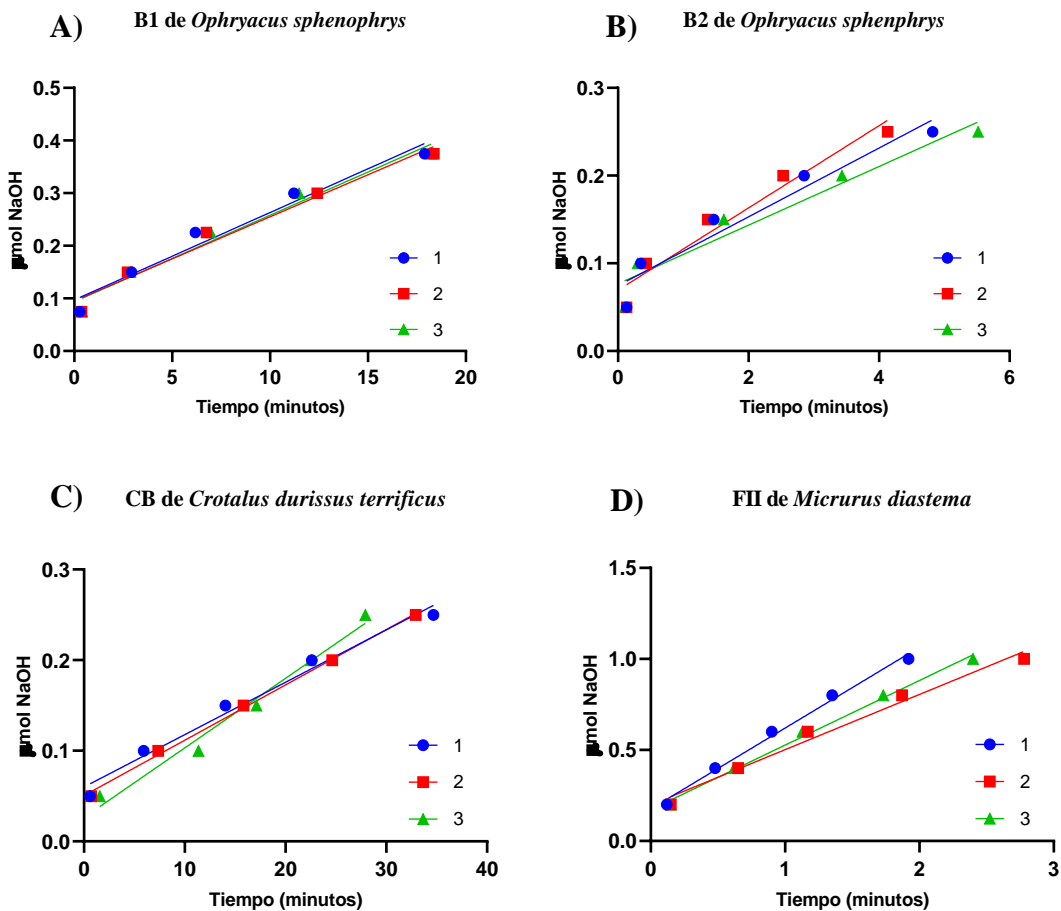 A) B1 de Ophryacus sphenophrys
0.5
0.4
0.3
0.2
0.1
0.0
μmol NaOH
0 5 10 15 20
Tiempo (minutos)
1
2
3
B) B2 de Ophryacus sphenphrys
0.3
0.2
0.1
0.0
μmol NaOH
0 2 4 6
Tiempo (minutos)
1
2
3
C) CB de Crotalus durissus terrificus
0.3
0.2
0.1
0.0
μmol NaOH
0 10 20 30 40
Tiempo (minutos)
1
2
3
D) FII de Micrurus diastema
1.5
1.0
0.5
0.0
μmol NaOH
0 1 2 3
Tiempo (minutos)
1
2
3